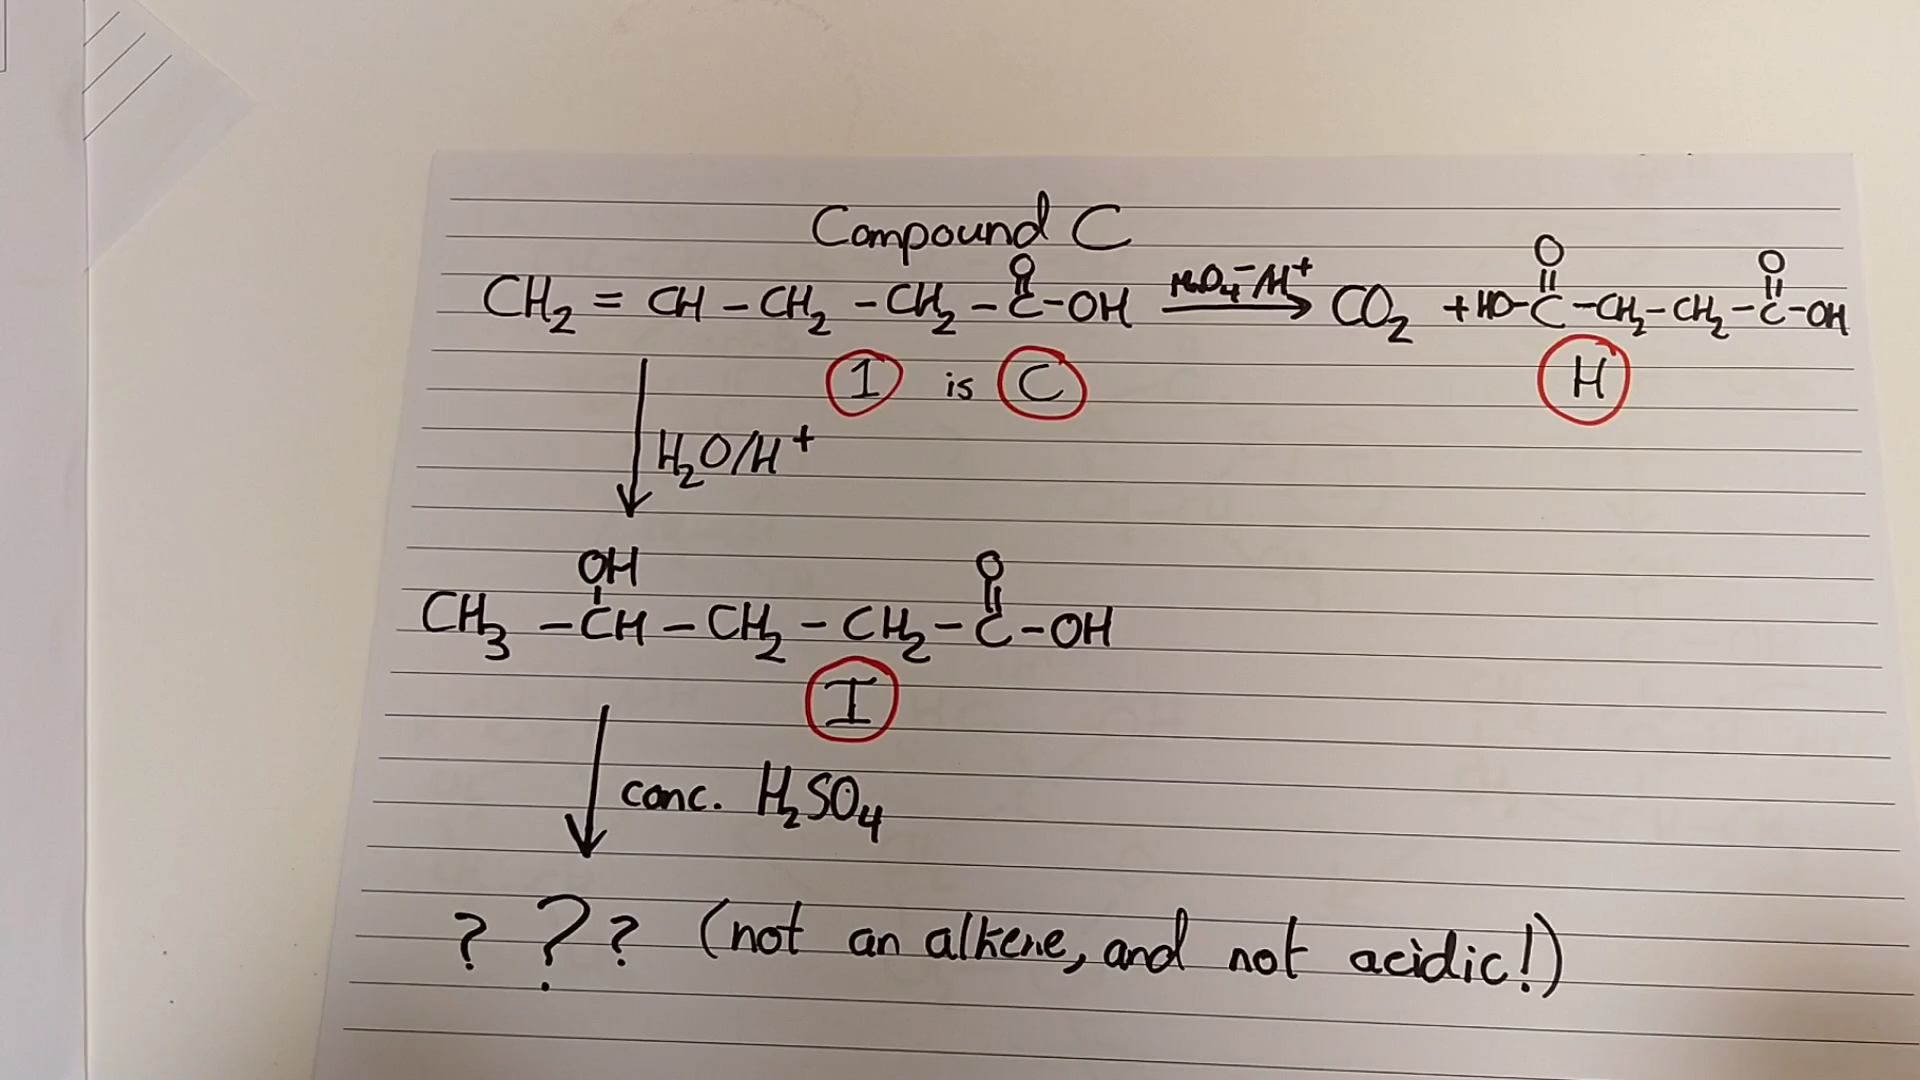 Compound C
CH₂ = CH – CH₂ – CH₂ – C(=O) – OH MnO₄⁻/H⁺ → CO₂ + HO – C(=O) – CH₂ – CH₂ – C(=O) – OH
1 is C H
↓ H₂O/H⁺
CH₃ – CH(OH) – CH₂ – CH₂ – C(=O) – OH
I
↓ conc. H₂SO₄
? ? ? (not an alkene, and not acidic!)